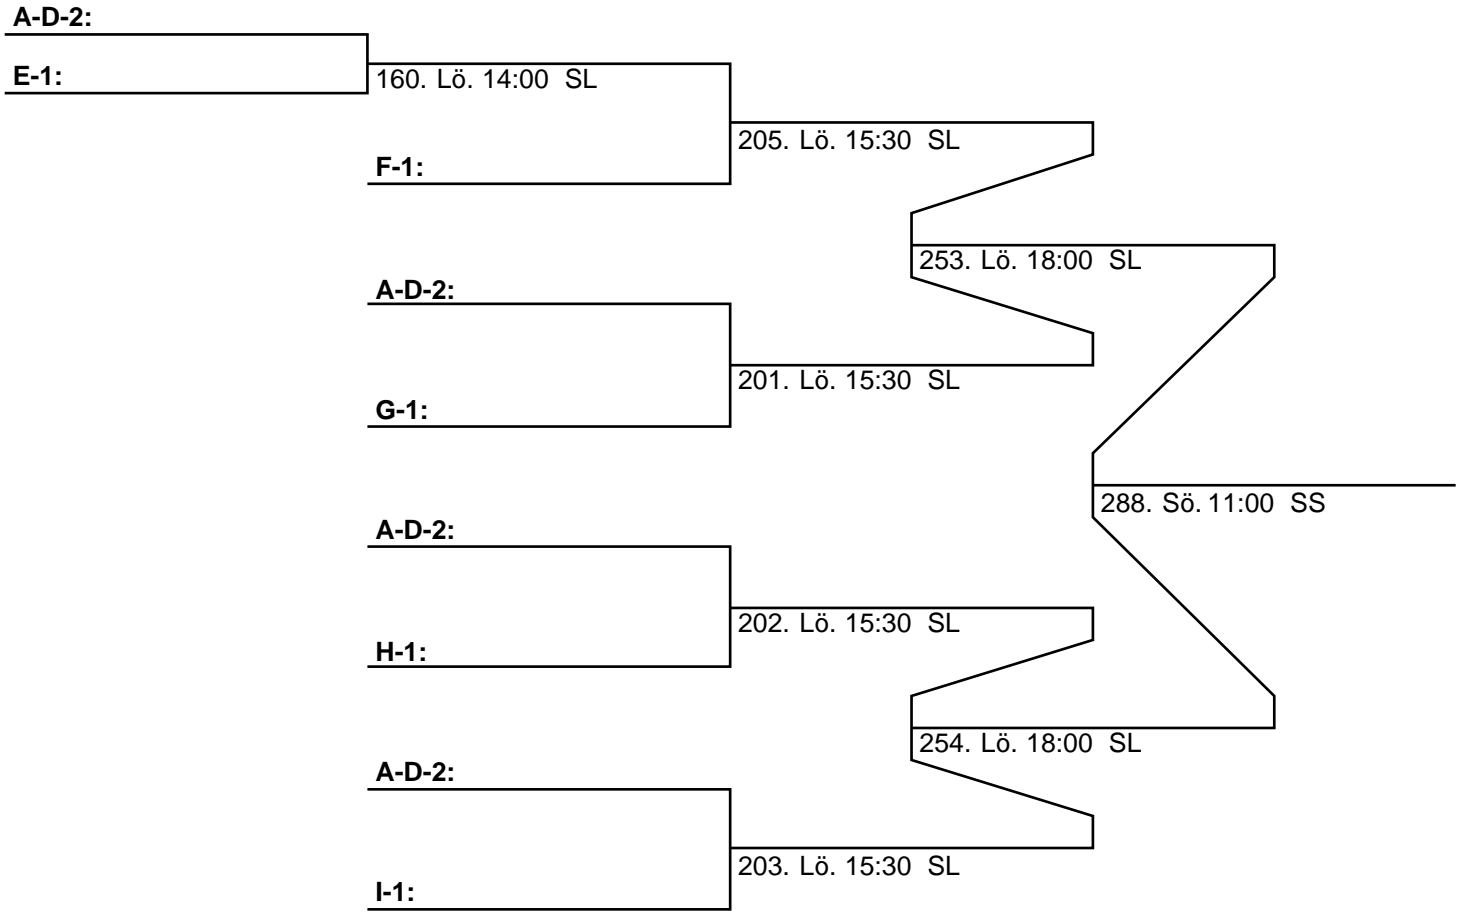 A-D-2:
E-1:
160. Lö. 14:00 SL
205. Lö. 15:30 SL
F-1:
253. Lö. 18:00 SL
A-D-2:
201. Lö. 15:30 SL
G-1:
288. Sö. 11:00 SS
A-D-2:
202. Lö. 15:30 SL
H-1:
254. Lö. 18:00 SL
A-D-2:
203. Lö. 15:30 SL
I-1: